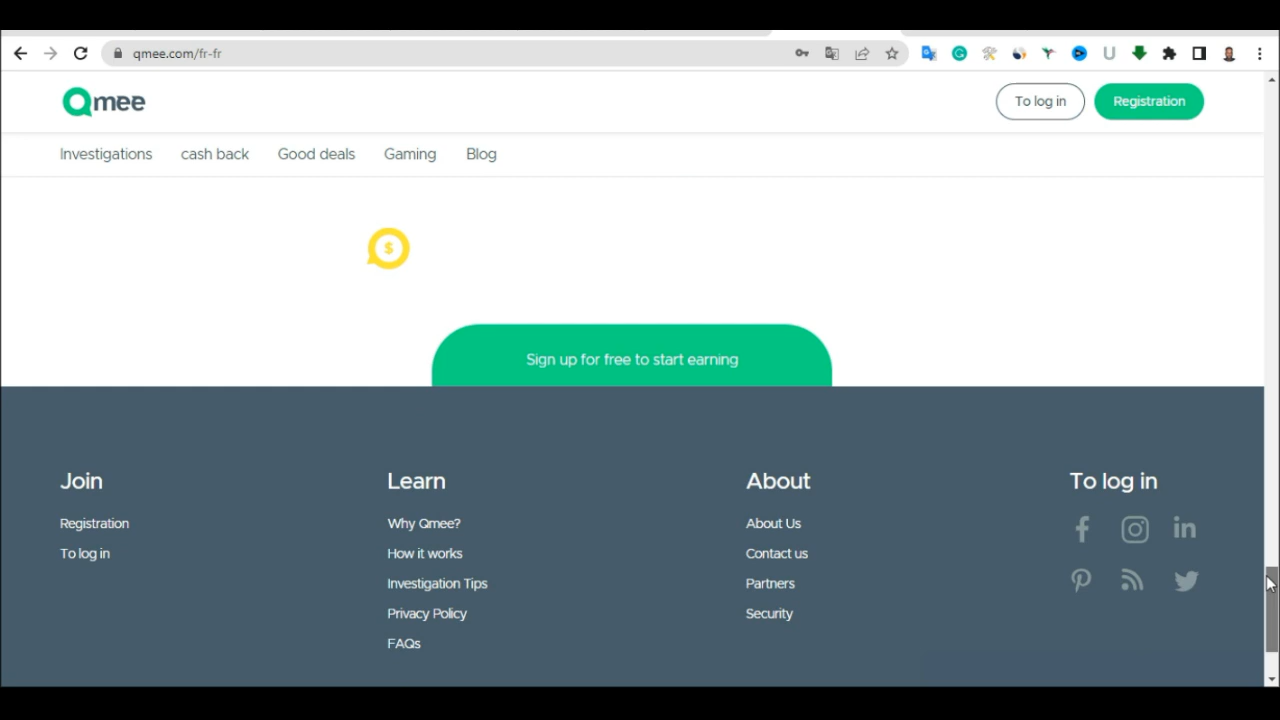 qmee.com/fr-fr
Qmee
To log in
Registration
Investigations cash back Good deals Gaming Blog
$
Sign up for free to start earning
Join
Registration
To log in
Learn
Why Qmee?
How it works
Investigation Tips
Privacy Policy
FAQs
About
About Us
Contact us
Partners
Security
To log in